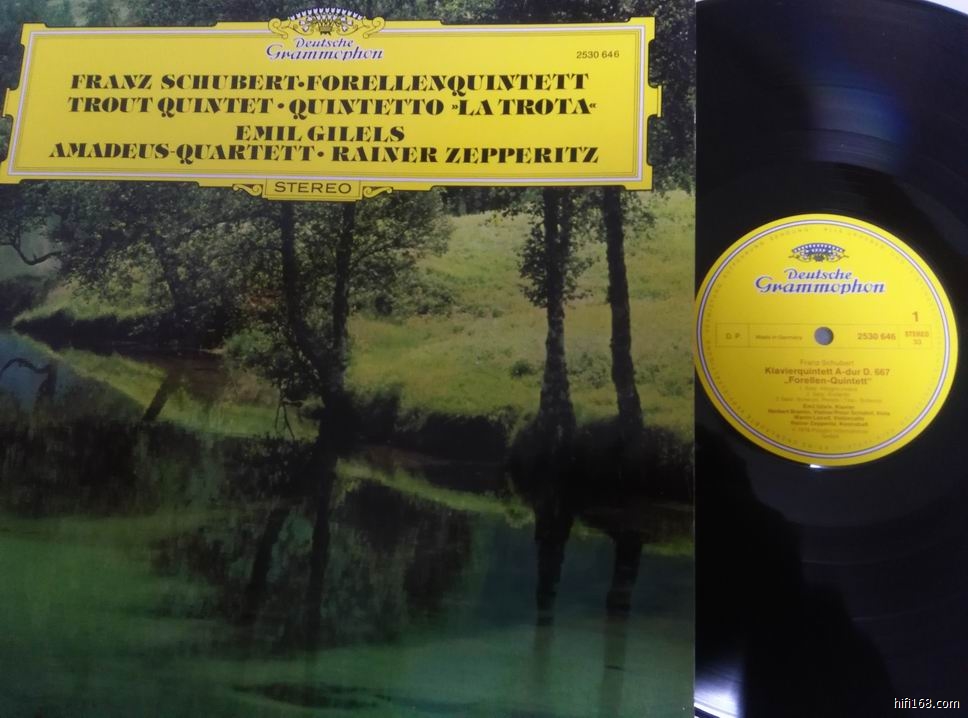 Deutsche
Grammophon
2530 646
FRANZ SCHUBERT·FORELLENQUINTETT
TROUT QUINTET · QUINTETTO »LA TROTA«
EMIL GILELS
AMADEUS-QUARTETT · RAINER ZEPPERITZ
STEREO
Deutsche
Grammophon
1
D P Made in Germany 2530 646 STEREO
33
Franz Schubert
Klavierquintett A-dur D. 667
„Forellen-Quintett"
Emil Gilels, Klavier
Rainer Zepperitz, Kontrabaß
hifi168.com